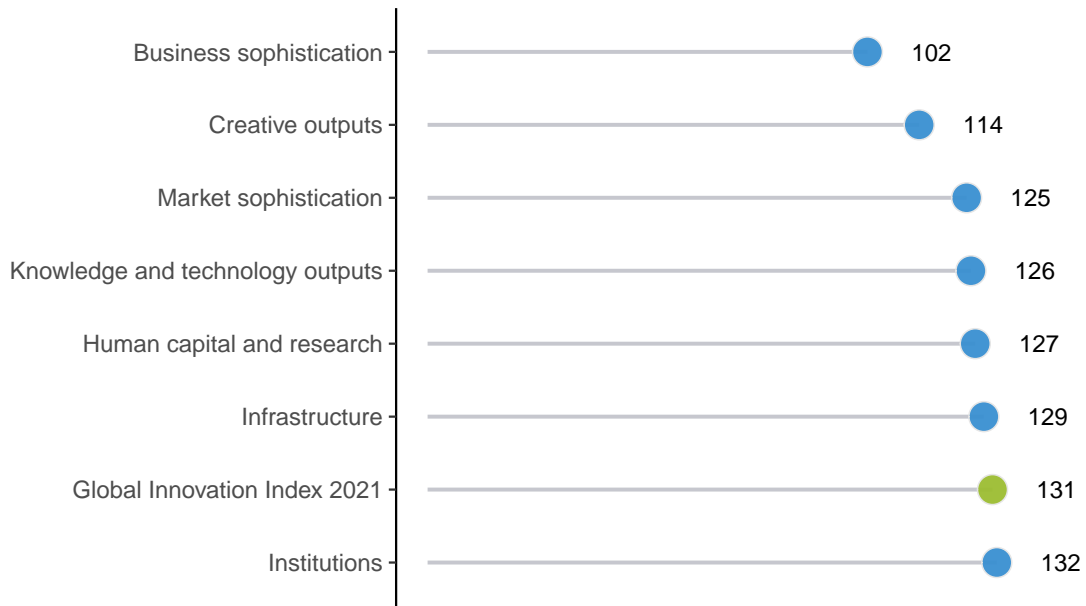 Business sophistication 102
Creative outputs 114
Market sophistication 125
Knowledge and technology outputs 126
Human capital and research 127
Infrastructure 129
Global Innovation Index 2021 131
Institutions 132